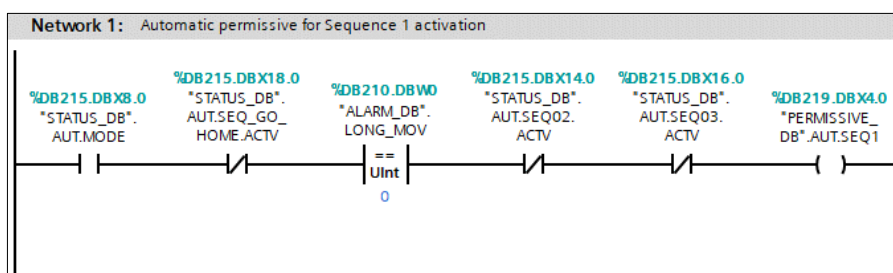 Network 1: Automatic permissive for Sequence 1 activation
%DB215.DBX8.0
"STATUS_DB".
AUT.MODE
%DB215.DBX18.0
"STATUS_DB".
AUT.SEQ_GO_
HOME.ACTV
%DB210.DBW0
"ALARM_DB".
LONG_MOV
==
UInt
0
%DB215.DBX14.0
"STATUS_DB".
AUT.SEQ02.
ACTV
%DB215.DBX16.0
"STATUS_DB".
AUT.SEQ03.
ACTV
%DB219.DBX4.0
"PERMISSIVE_
DB".AUT.SEQ1